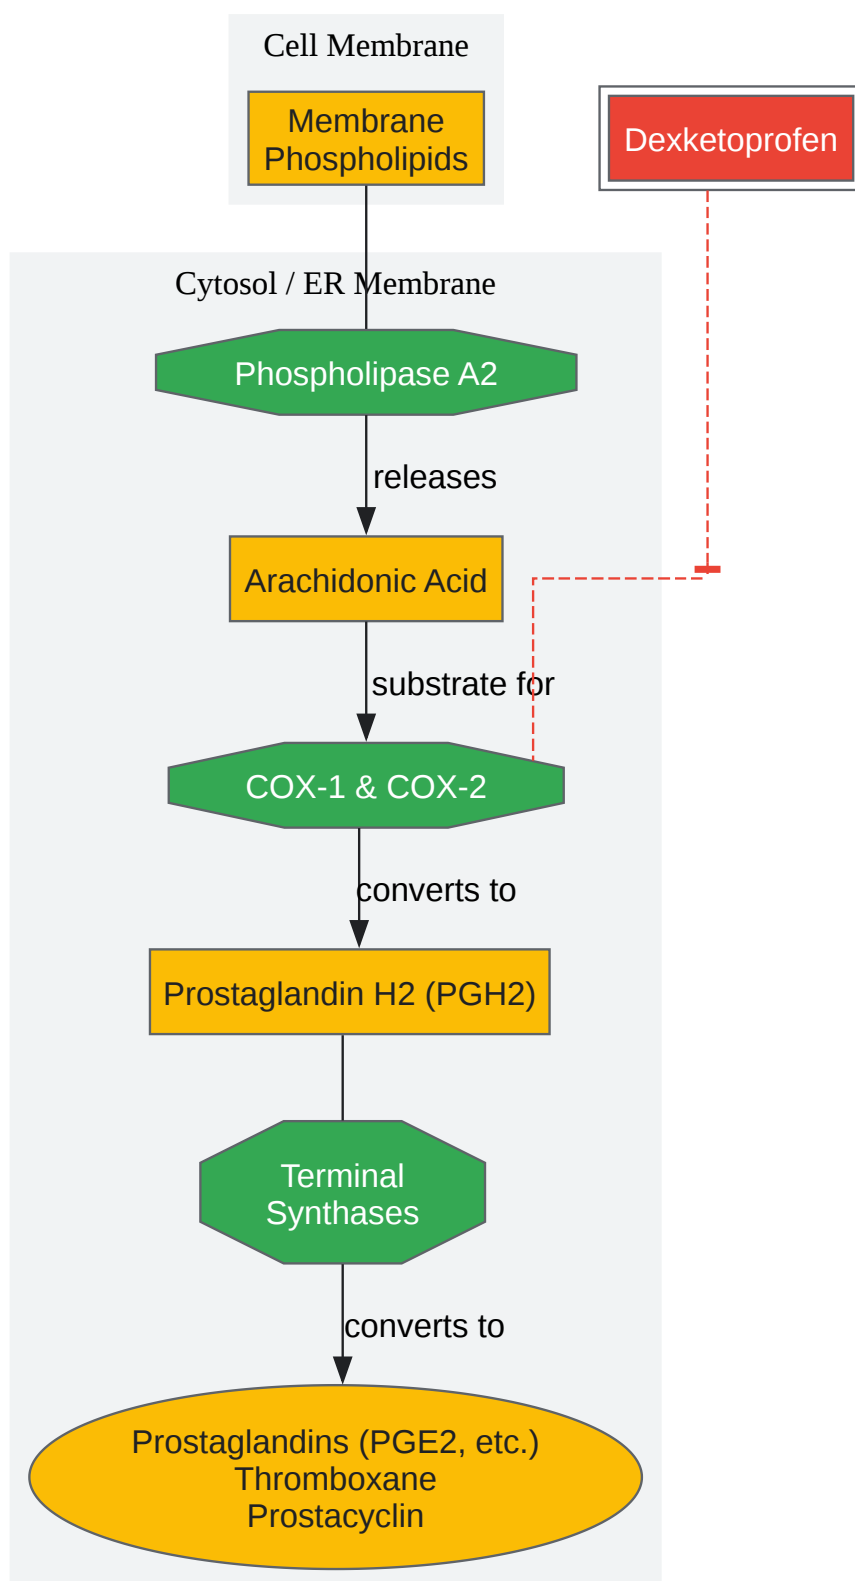 Cell Membrane
Membrane
Phospholipids
Dexketoprofen
Cytosol / ER Membrane
Phospholipase A2
releases
Arachidonic Acid
substrate for
COX-1 & COX-2
converts to
Prostaglandin H2 (PGH2)
Terminal
Synthases
converts to
Prostaglandins (PGE2, etc.)
Thromboxane
Prostacyclin